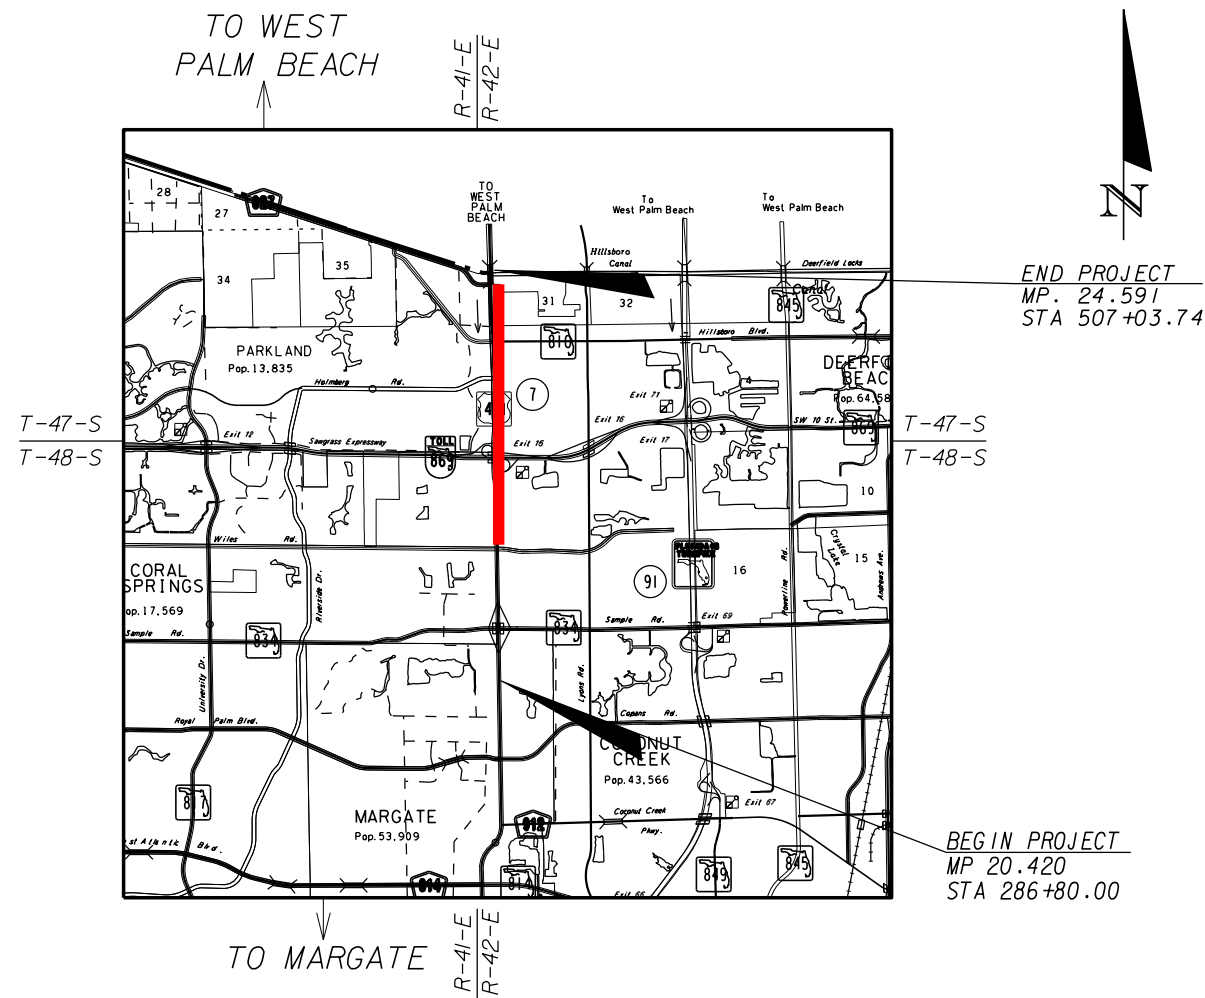 TO WEST
PALM BEACH
R-41-E
R-42-E
N
28
27
TO
WEST
PALM
BEACH
To
West Palm Beach
To
West Palm Beach
Hillsboro
Canal
Deerfield Locks
Canal
34
35
31
32
845
END PROJECT
MP. 24.591
STA 507+03.74
810
Hillsboro Blvd.
PARKLAND
Pop.13,835
DEERF
BEAC
Pop.64,58
Holmberg Rd.
7
4
Exit 71
T-47-S
T-48-S
Exit 12
Sawgrass Expressway
TOLL
869
Exit 15
Exit 16
Exit 17
SW 10 St.
869
T-47-S
T-48-S
10
Wiles Rd.
CORAL
SPRINGS
op.17,569
Riverside Dr.
91
16
Powerline Rd.
Crystal
Lake
15
Andrews Ave.
Sample Rd.
834
834
Sample Rd.
Exit 69
University Dr.
Lyons Rd.
Royal Palm Blvd.
Copans Rd.
COCONUT
CREEK
Pop.43,566
817
MARGATE
Pop.53,909
912
Coconut Creek
Pkwy.
Exit 67
st Atlantic Blvd.
914
814
Exit 66
849
845
BEGIN PROJECT
MP 20.420
STA 286+80.00
TO MARGATE
R-41-E
R-42-E